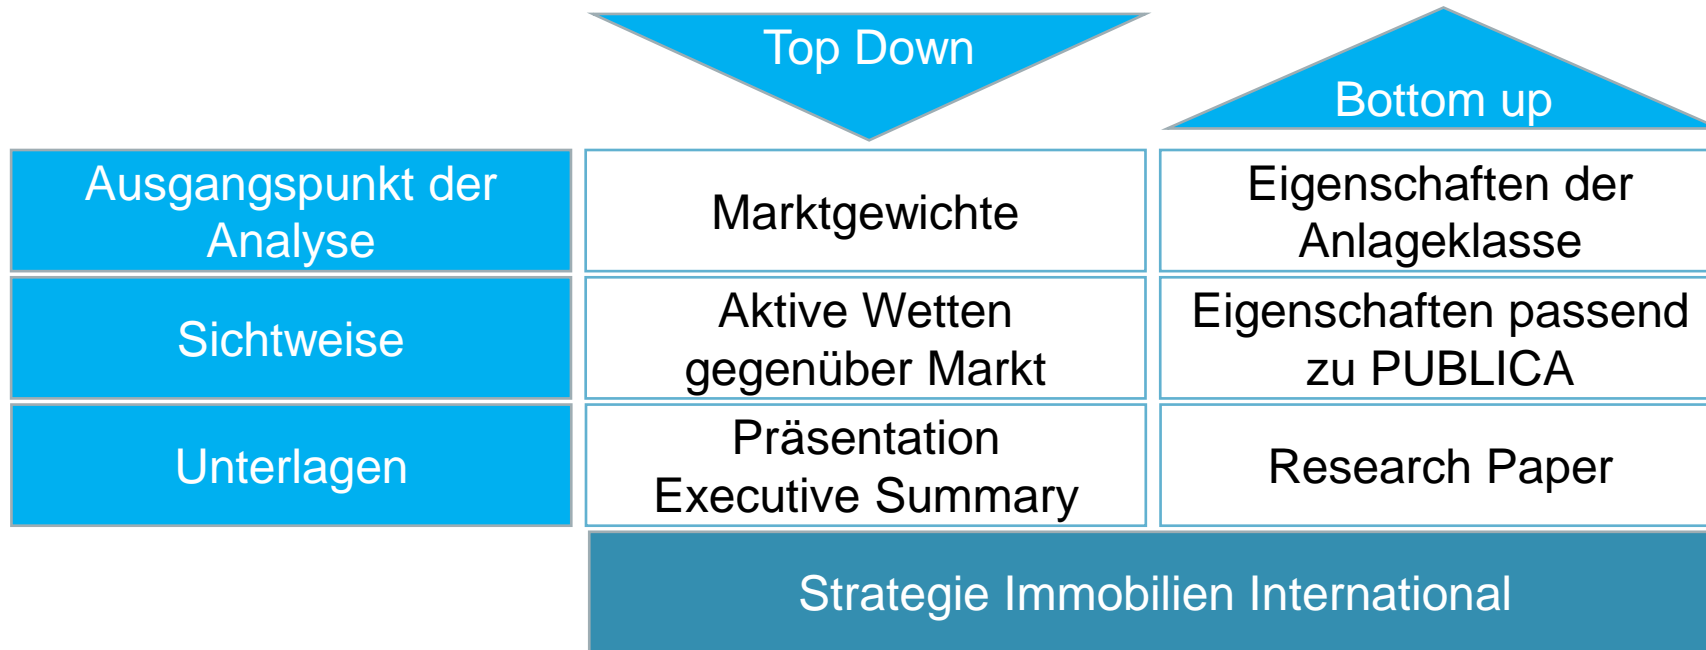 Top Down
Bottom up
Ausgangspunkt der
Analyse
Marktgewichte
Eigenschaften der
Anlageklasse
Sichtweise
Aktive Wetten
gegenüber Markt
Eigenschaften passend
zu PUBLICA
Unterlagen
Präsentation
Executive Summary
Research Paper
Strategie Immobilien International